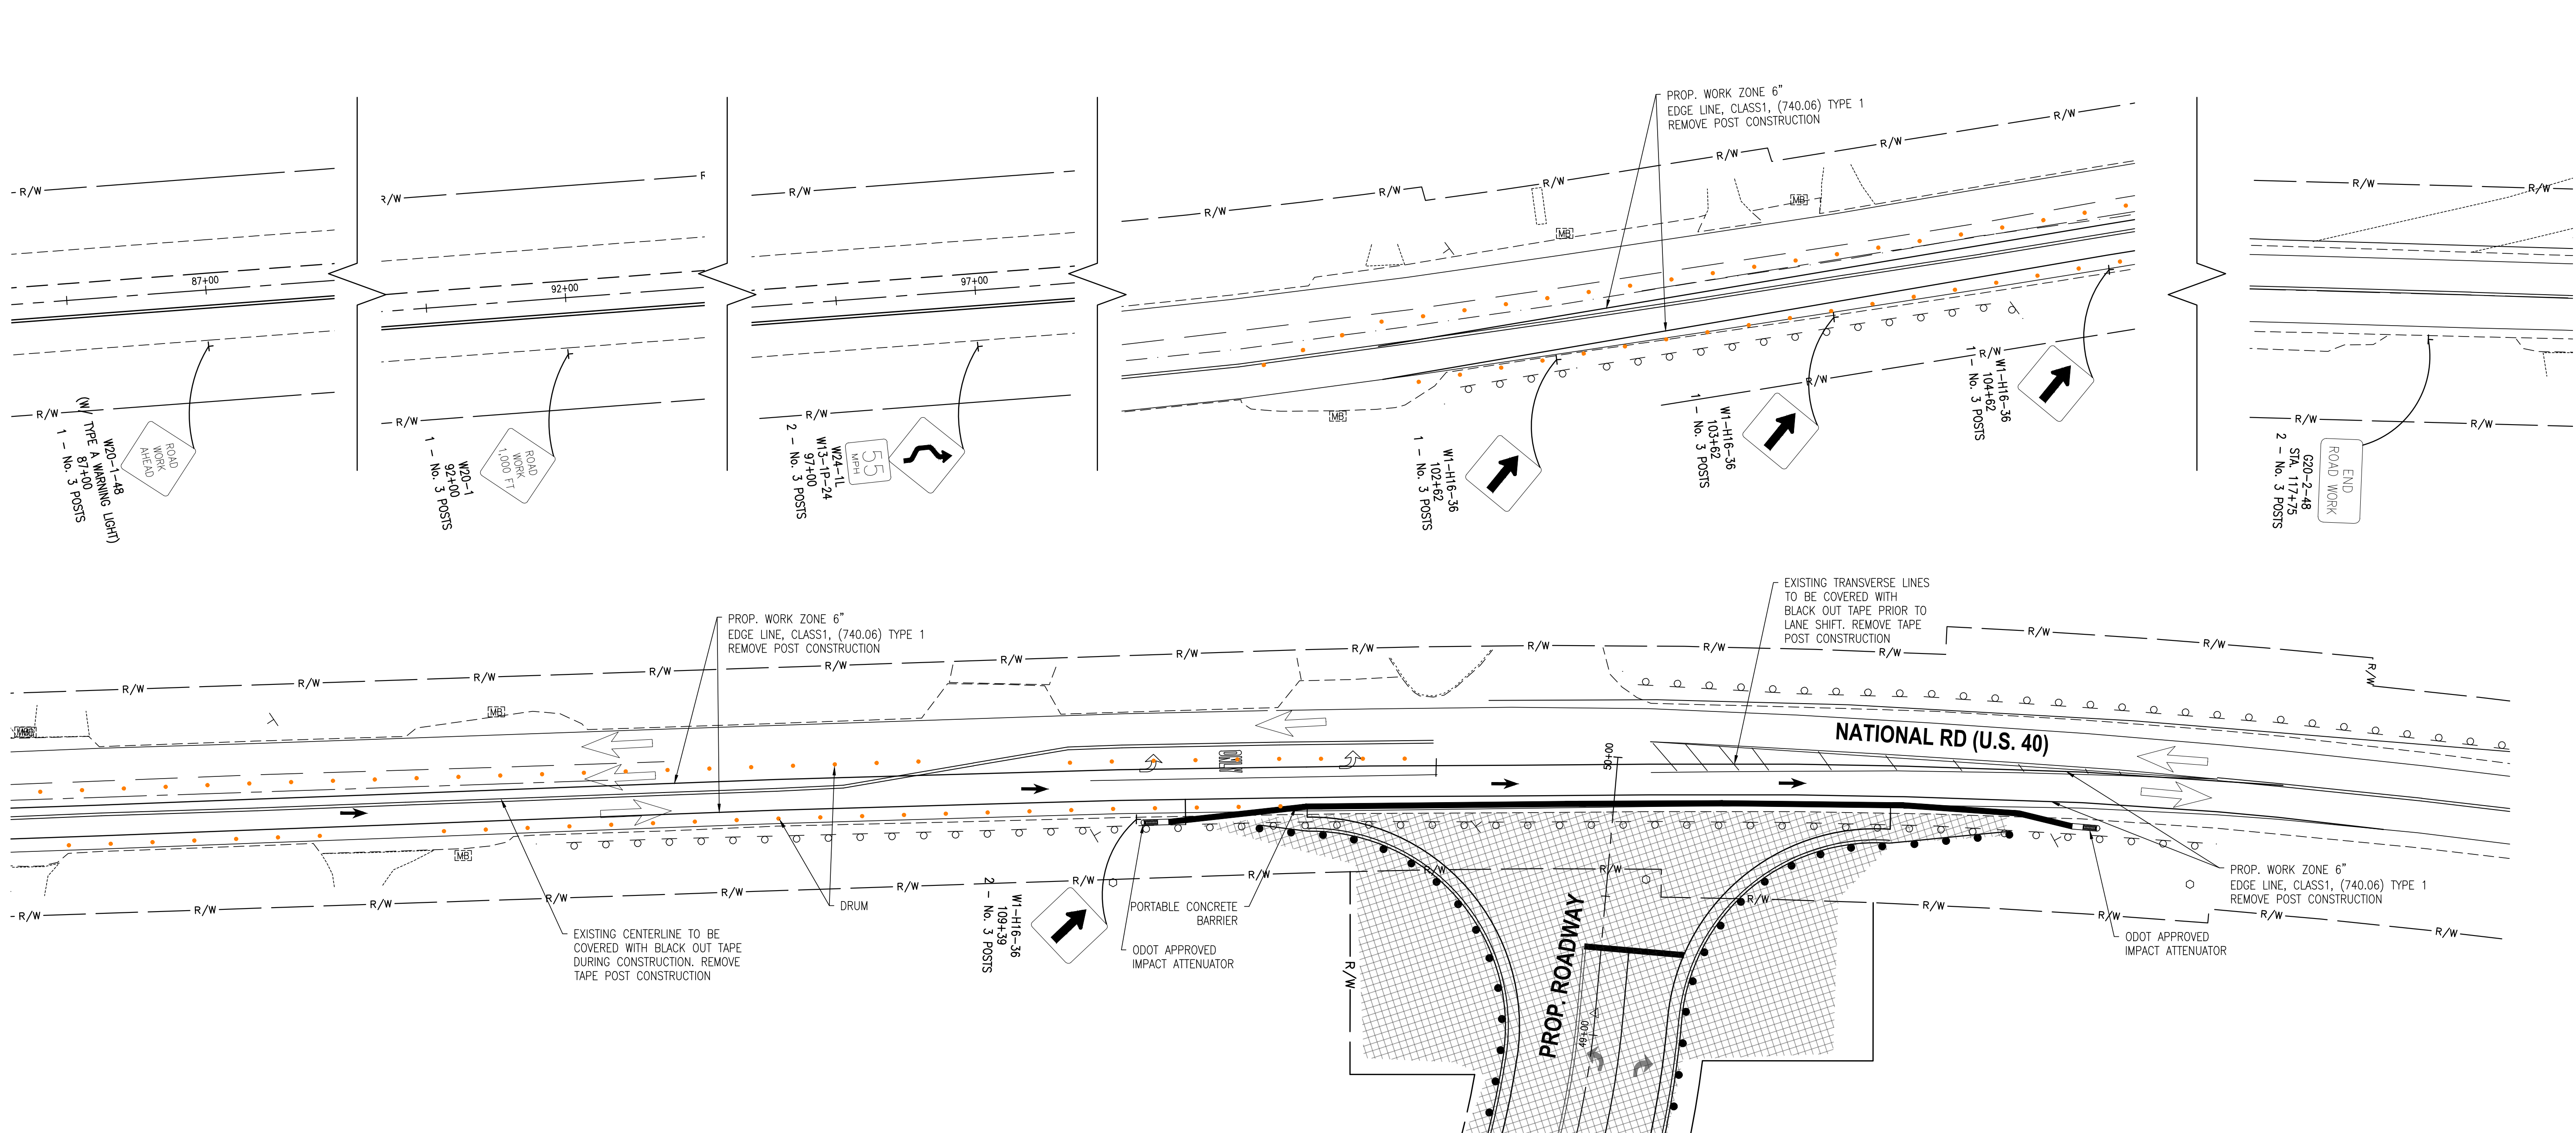 R/W
87+00
R/W
ROAD
WORK
AHEAD
W20-1-48
(W/ TYPE A WARNING LIGHT)
87+00
1 - No. 3 POSTS
R/W
92+00
R/W
ROAD
WORK
1,000 FT
W20-1
92+00
1 - No. 3 POSTS
R/W
97+00
R/W
55
MPH
W24-1L
W13-1P-24
97+00
2 - No. 3 POSTS
PROP. WORK ZONE 6"
EDGE LINE, CLASS1, (740.06) TYPE 1
REMOVE POST CONSTRUCTION
R/W R/W R/W R/W R/W R/W
MB
MB
MB
W1-H16-36
102+62
1 - No. 3 POSTS
R/W
W1-H16-36
103+62
1 - No. 3 POSTS
R/W
W1-H16-36
104+62
1 - No. 3 POSTS
R/W R/W
R/W R/W
END
ROAD WORK
G20-2-48
STA. 117+75
2 - No. 3 POSTS
PROP. WORK ZONE 6"
EDGE LINE, CLASS1, (740.06) TYPE 1
REMOVE POST CONSTRUCTION
EXISTING TRANSVERSE LINES
TO BE COVERED WITH
BLACK OUT TAPE PRIOR TO
LANE SHIFT. REMOVE TAPE
POST CONSTRUCTION
R/W R/W R/W R/W R/W R/W R/W R/W R/W R/W R/W R/W R/W R/W
MB
MB
ONLY
NATIONAL RD (U.S. 40)
50+00
MB
R/W R/W R/W R/W R/W R/W R/W R/W R/W R/W R/W R/W R/W R/W R/W
DRUM
EXISTING CENTERLINE TO BE
COVERED WITH BLACK OUT TAPE
DURING CONSTRUCTION. REMOVE
TAPE POST CONSTRUCTION
W1-H16-36
109+39
2 - No. 3 POSTS
PORTABLE CONCRETE
BARRIER
ODOT APPROVED
IMPACT ATTENUATOR
R/W
PROP. ROADWAY
49+00
PROP. WORK ZONE 6"
EDGE LINE, CLASS1, (740.06) TYPE 1
REMOVE POST CONSTRUCTION
ODOT APPROVED
IMPACT ATTENUATOR